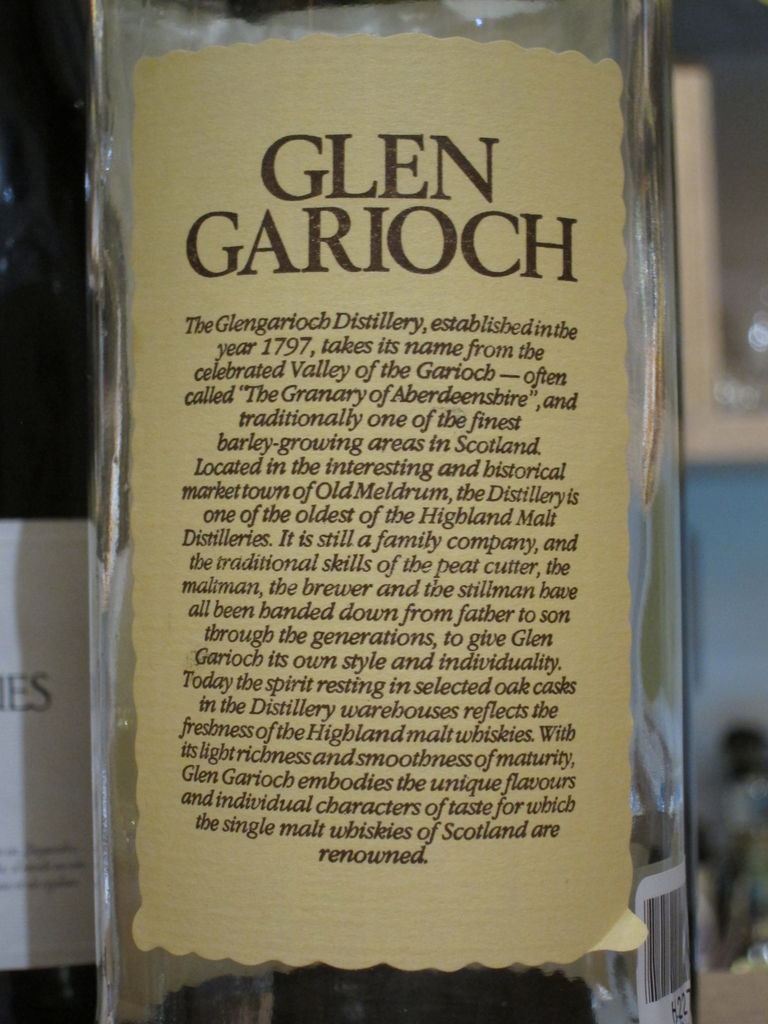 GLEN
GARIOCH
The Glengarioch Distillery, established in the
year 1797, takes its name from the
celebrated Valley of the Garioch — often
called "The Granary of Aberdeenshire", and
traditionally one of the finest
barley-growing areas in Scotland.
Located in the interesting and historical
market town of Old Meldrum, the Distillery is
one of the oldest of the Highland Malt
Distilleries. It is still a family company, and
the traditional skills of the peat cutter, the
maltman, the brewer and the stillman have
all been handed down from father to son
through the generations, to give Glen
Garioch its own style and individuality.
Today the spirit resting in selected oak casks
in the Distillery warehouses reflects the
freshness of the Highland malt whiskies. With
its light richness and smoothness of maturity,
Glen Garioch embodies the unique flavours
and individual characters of taste for which
the single malt whiskies of Scotland are
renowned.
IES